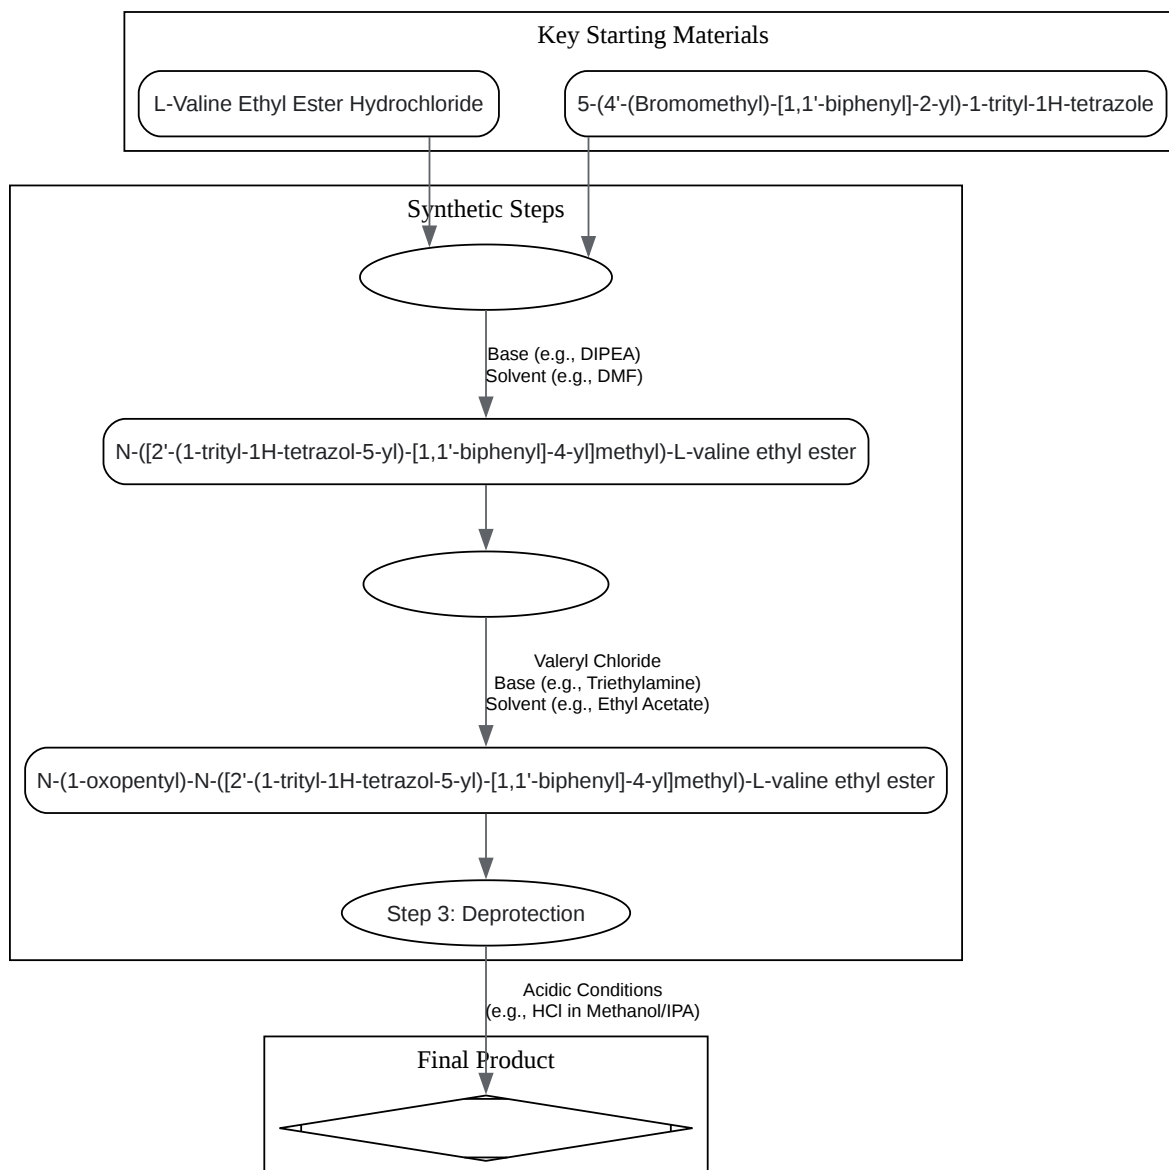 Key Starting Materials
L-Valine Ethyl Ester Hydrochloride
5-(4'-(Bromomethyl)-[1,1'-biphenyl]-2-yl)-1-trityl-1H-tetrazole
Synthetic Steps
Base (e.g., DIPEA)
Solvent (e.g., DMF)
N-([2'-(1-trityl-1H-tetrazol-5-yl)-[1,1'-biphenyl]-4-yl]methyl)-L-valine ethyl ester
Valeryl Chloride
Base (e.g., Triethylamine)
Solvent (e.g., Ethyl Acetate)
N-(1-oxopentyl)-N-([2'-(1-trityl-1H-tetrazol-5-yl)-[1,1'-biphenyl]-4-yl]methyl)-L-valine ethyl ester
Step 3: Deprotection
Acidic Conditions
(e.g., HCl in Methanol/IPA)
Final Product